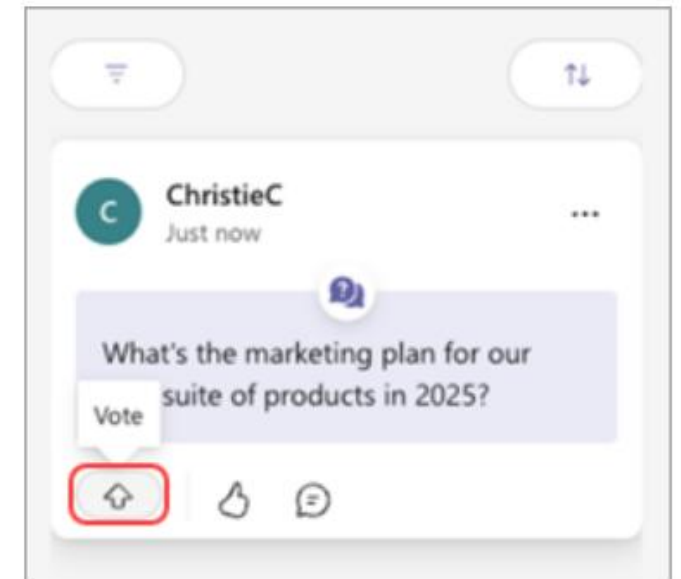 C
ChristieC
Just now
...
?
What's the marketing plan for our
suite of products in 2025?
Vote